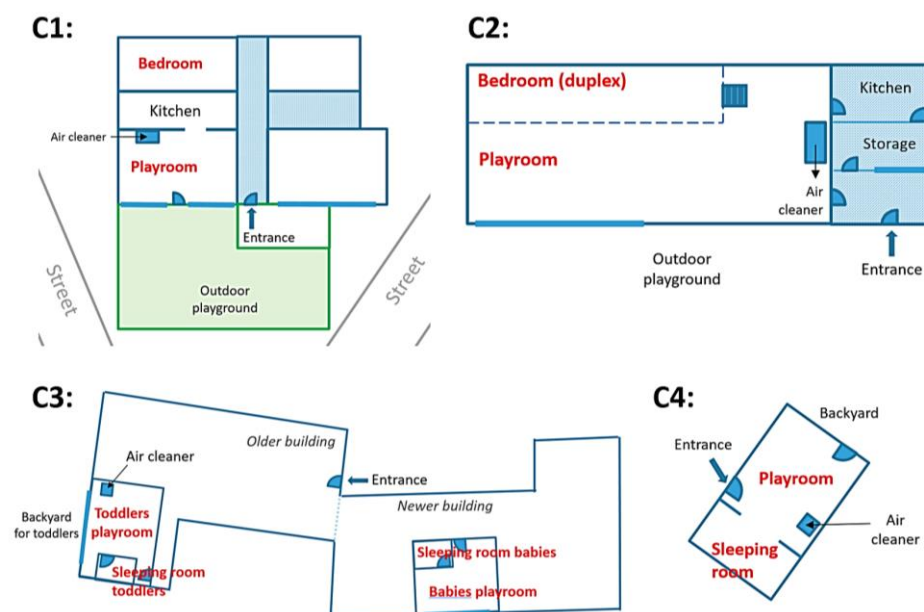 C1:
Bedroom
Kitchen
Air cleaner
Playroom
Entrance
Street
Outdoor
playground
Street
C2:
Bedroom (duplex)
Kitchen
Playroom
Storage
Air
cleaner
Entrance
Outdoor
playground
C3:
Older building
Air cleaner
Entrance
Newer building
Backyard
for toddlers
Toddlers
playroom
Sleeping room
toddlers
Sleeping room babies
Babies playroom
C4:
Backyard
Entrance
Playroom
Air
cleaner
Sleeping
room